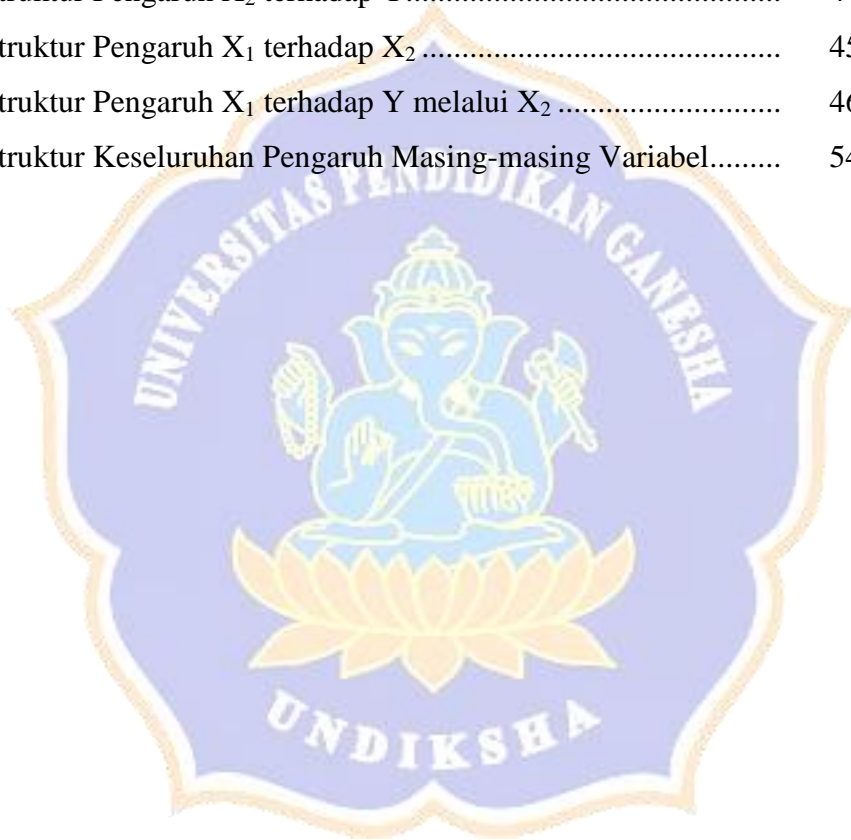 truktur Pengaruh X₁ terhadap X₂ .................................... 45
truktur Pengaruh X₁ terhadap Y melalui X₂ ....................... 46
truktur Keseluruhan Pengaruh Masing-masing Variabel......... 54
UNIVERSITAS PENDIDIKAN GANESHA
UNDIKSHA